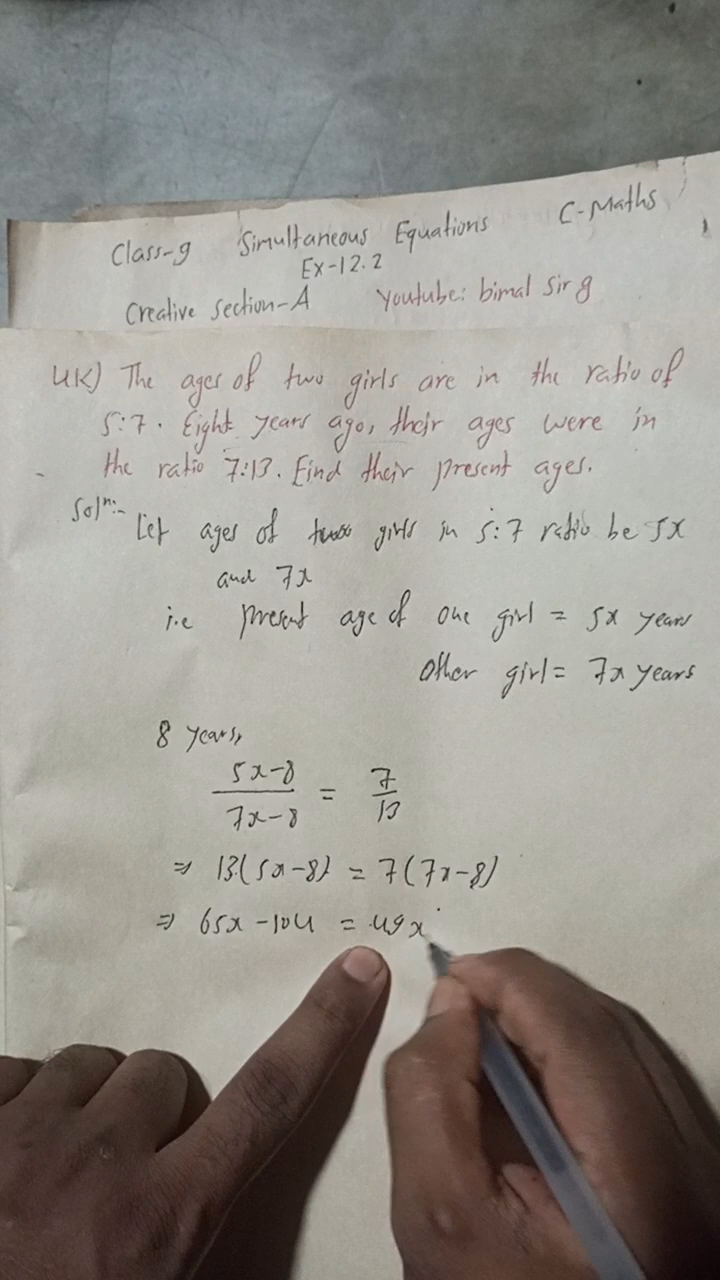 Class-9 Simultaneous Equations C-Maths
Ex-12.2
Creative section-A Youtube: bimal sir g
4K) The ages of two girls are in the ratio of
5:7. Eight years ago, their ages were in
the ratio 7:13. Find their present ages.
Solⁿ:-
Let ages of two girls in 5:7 ratio be 5x
and 7x
i.e present age of one girl = 5x years
Other girl = 7x years
8 years,
5x-8 / 7x-8 = 7 / 13
⇒ 13(5x-8) = 7(7x-8)
⇒ 65x -104 = 49x